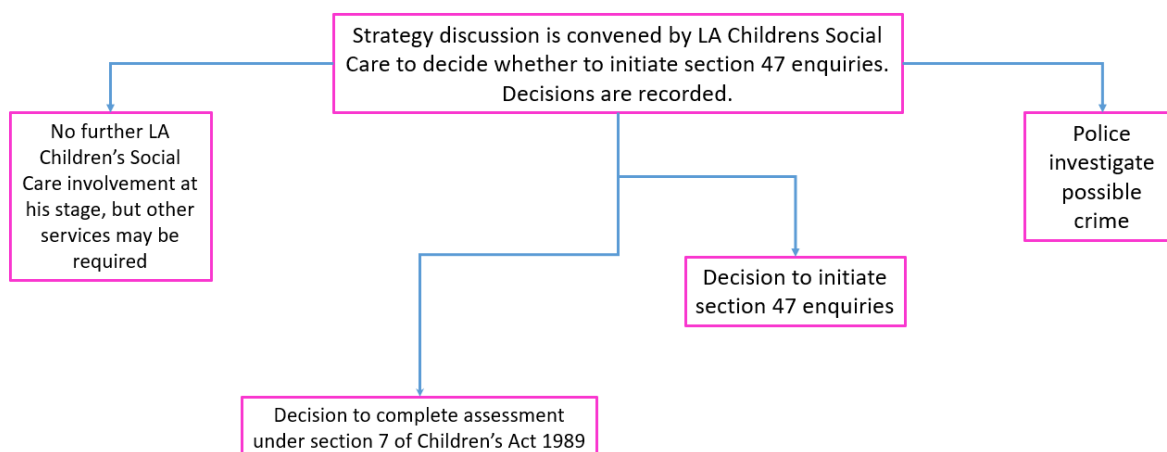 Strategy discussion is convened by LA Childrens Social
Care to decide whether to initiate section 47 enquiries.
Decisions are recorded.
No further LA
Children’s Social
Care involvement at
his stage, but other
services may be
required
Police
investigate
possible
crime
Decision to initiate
section 47 enquiries
Decision to complete assessment
under section 7 of Children’s Act 1989